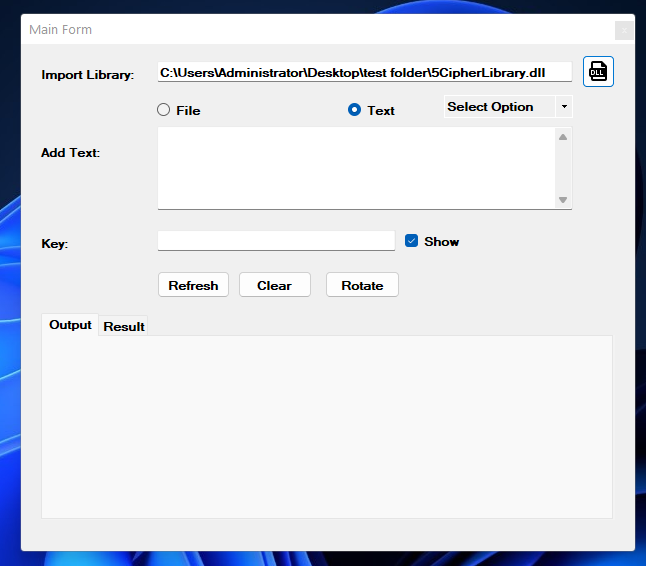 Main Form
x
Import Library: C:\Users\Administrator\Desktop\test folder\5CipherLibrary.dll
DLL
File Text Select Option
Add Text:
Key: Show
Refresh Clear Rotate
Output Result